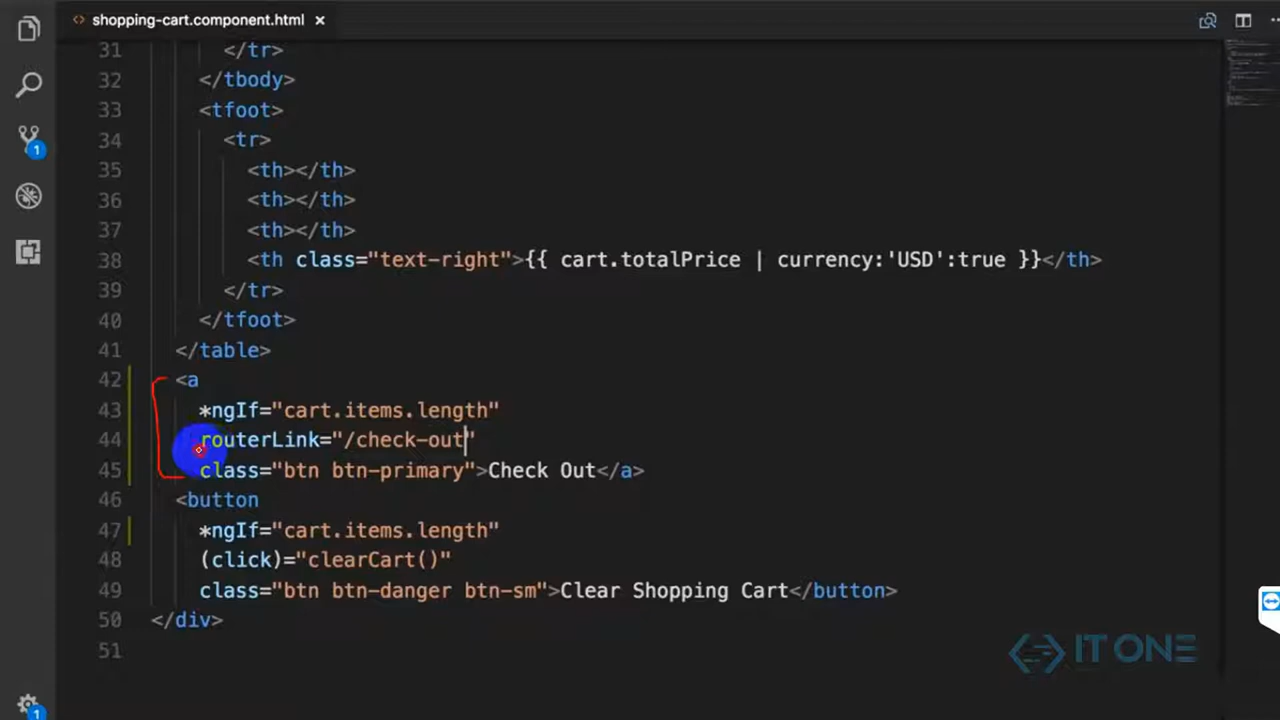 shopping-cart.component.html
31 </tr>
32 </tbody>
33 <tfoot>
34 <tr>
35 <th></th>
36 <th></th>
37 <th></th>
38 <th class="text-right">{{ cart.totalPrice | currency:'USD':true }}</th>
39 </tr>
40 </tfoot>
41 </table>
42 <a
43 *ngIf="cart.items.length"
44 routerLink="/check-out"
45 class="btn btn-primary">Check Out</a>
46 <button
47 *ngIf="cart.items.length"
48 (click)="clearCart()"
49 class="btn btn-danger btn-sm">Clear Shopping Cart</button>
50 </div>
51
1
1
IT ONE